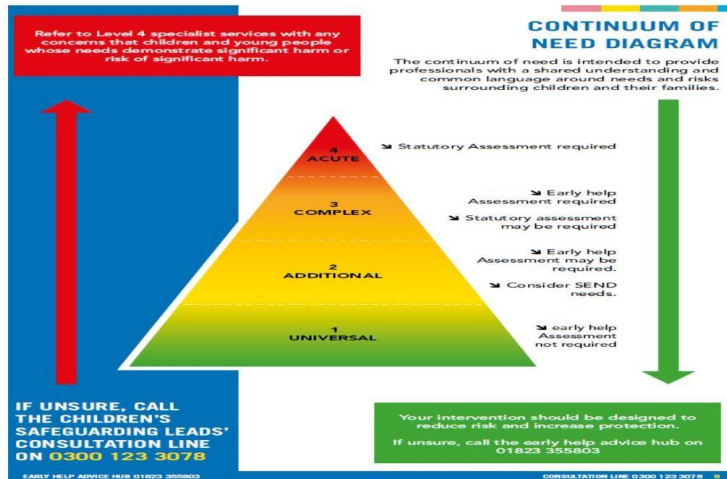 Refer to Level 4 specialist services with any
concerns that children and young people
whose needs demonstrate significant harm or
risk of significant harm.
CONTINUUM OF
NEED DIAGRAM
The continuum of need is intended to provide
professionals with a shared understanding and
common language around needs and risks
surrounding children and their families.
4
ACUTE
↘ Statutory Assessment required
3
COMPLEX
↘ Early help
Assessment required
↘ Statutory assessment
may be required
2
ADDITIONAL
↘ Early help
Assessment may be
required.
↘ Consider SEND
needs.
1
UNIVERSAL
↘ early help
Assessment
not required
IF UNSURE, CALL
THE CHILDREN'S
SAFEGUARDING LEADS'
CONSULTATION LINE
ON 0300 123 3078
Your intervention should be designed to
reduce risk and increase protection.
If unsure, call the early help advice hub on
01823 355803
EARLY HELP ADVICE HUB 01823 355803
CONSULTATION LINE 0300 123 3078 9